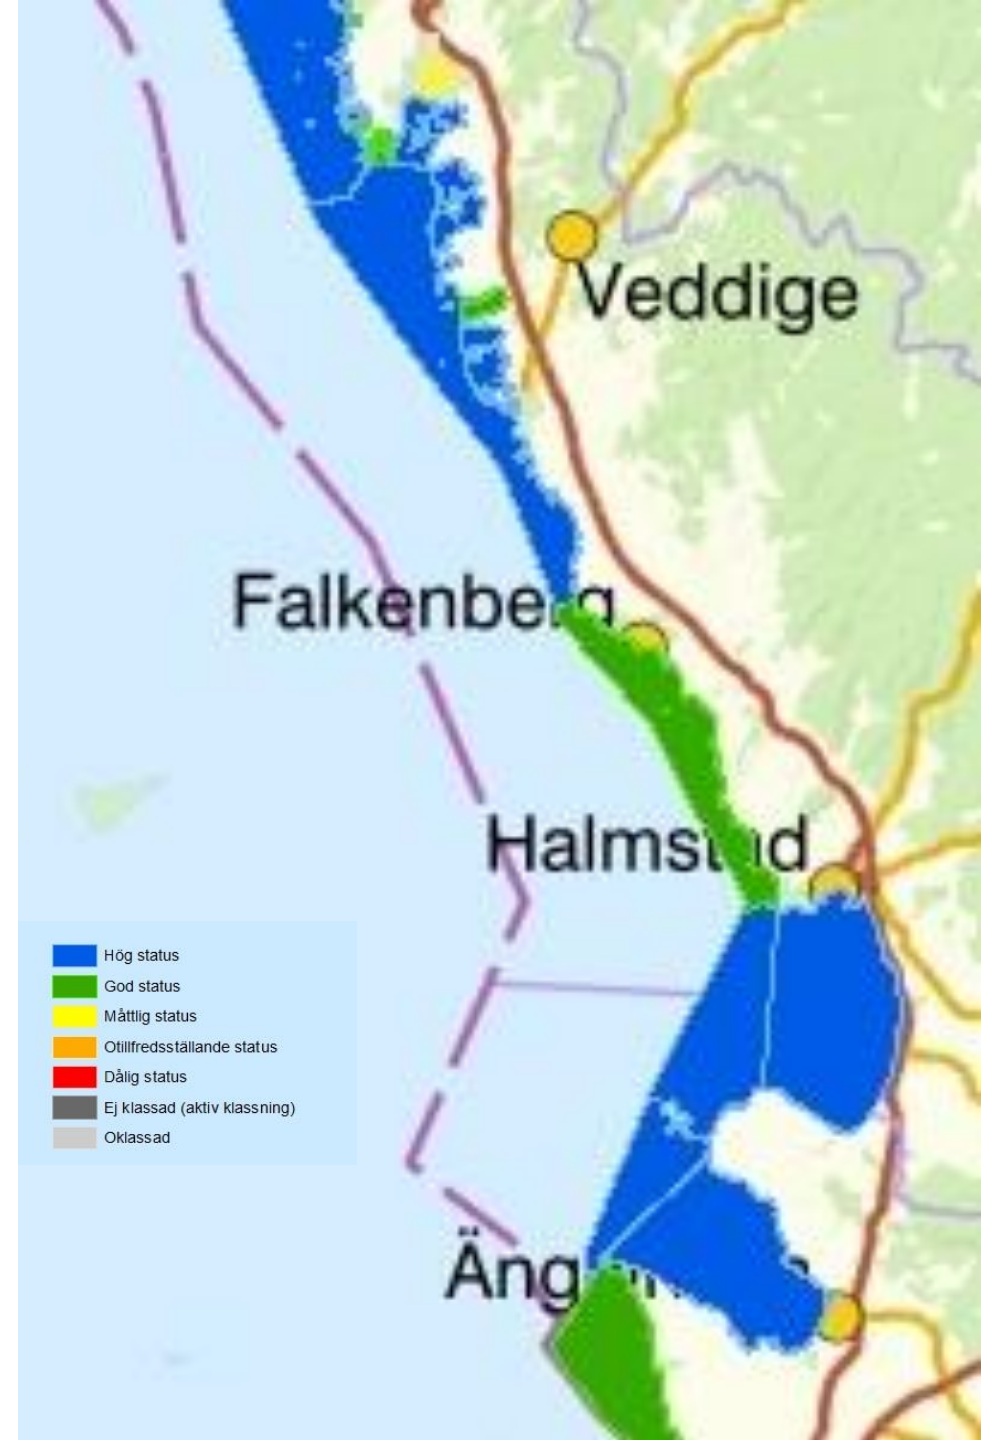 Veddige
Falkenbe
g
Halmst
d
Hög status
God status
Måttlig status
Otillfredsställande status
Dålig status
Ej klassad (aktiv klassning)
Oklassad
Äng